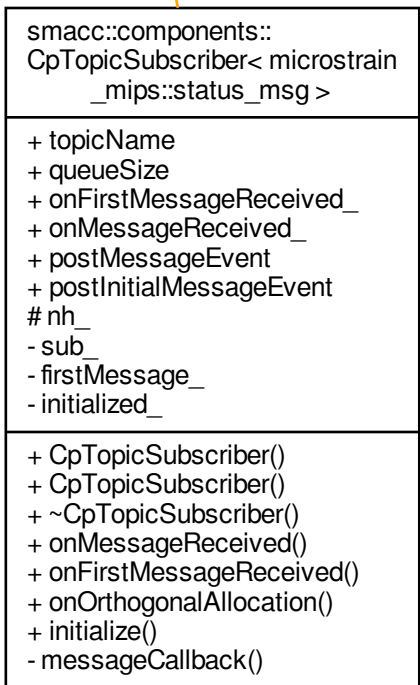 smacc::components::
CpTopicSubscriber< microstrain
_mips::status_msg >
+ topicName
+ queueSize
+ onFirstMessageReceived_
+ onMessageReceived_
+ postMessageEvent
+ postInitialMessageEvent
# nh_
- sub_
- firstMessage_
- initialized_
+ CpTopicSubscriber()
+ CpTopicSubscriber()
+ ~CpTopicSubscriber()
+ onMessageReceived()
+ onFirstMessageReceived()
+ onOrthogonalAllocation()
+ initialize()
- messageCallback()